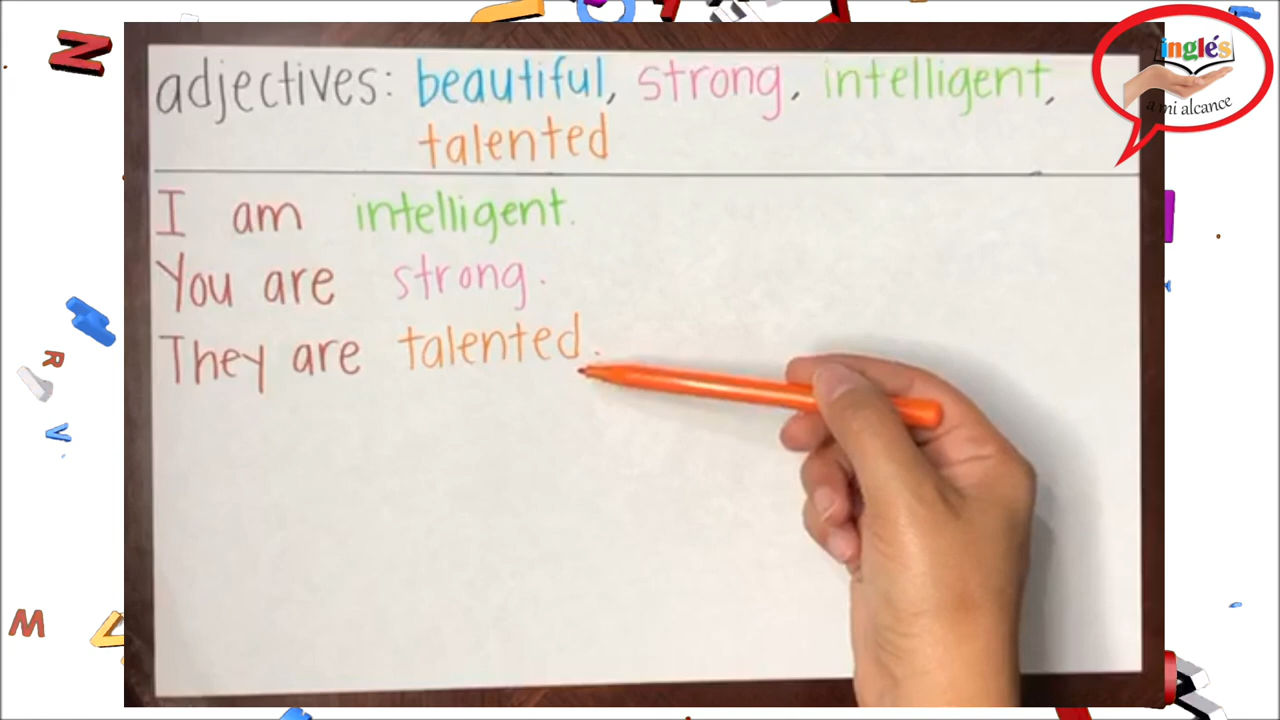 adjectives: beautiful, strong, intelligent,
talented
I am intelligent.
You are strong.
They are talented.
inglés
a mi alcance
N
R
V
W